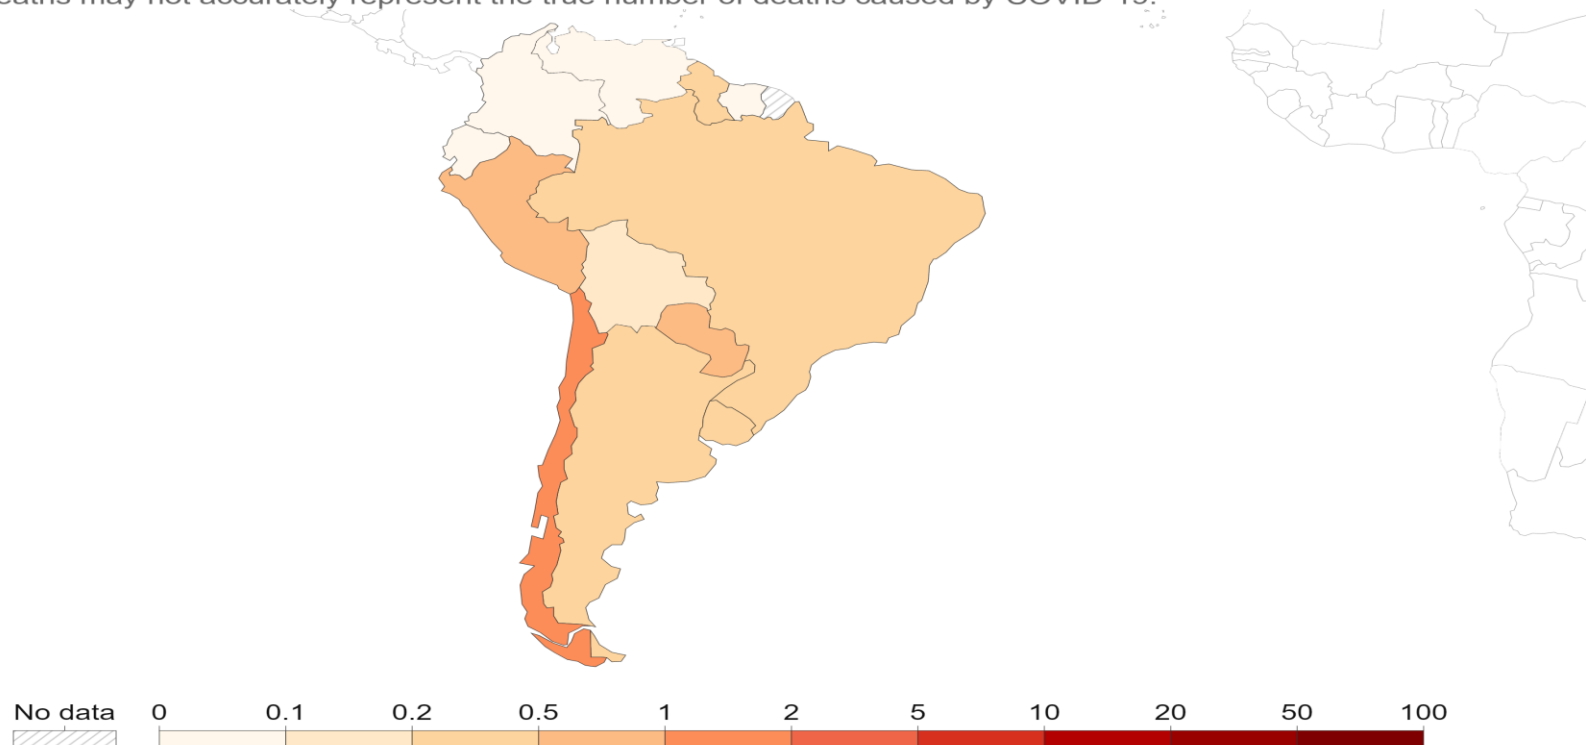 eaths may not accurately represent the true number of deaths caused by COVID-19.
No data 0 0.1 0.2 0.5 1 2 5 10 20 50 100